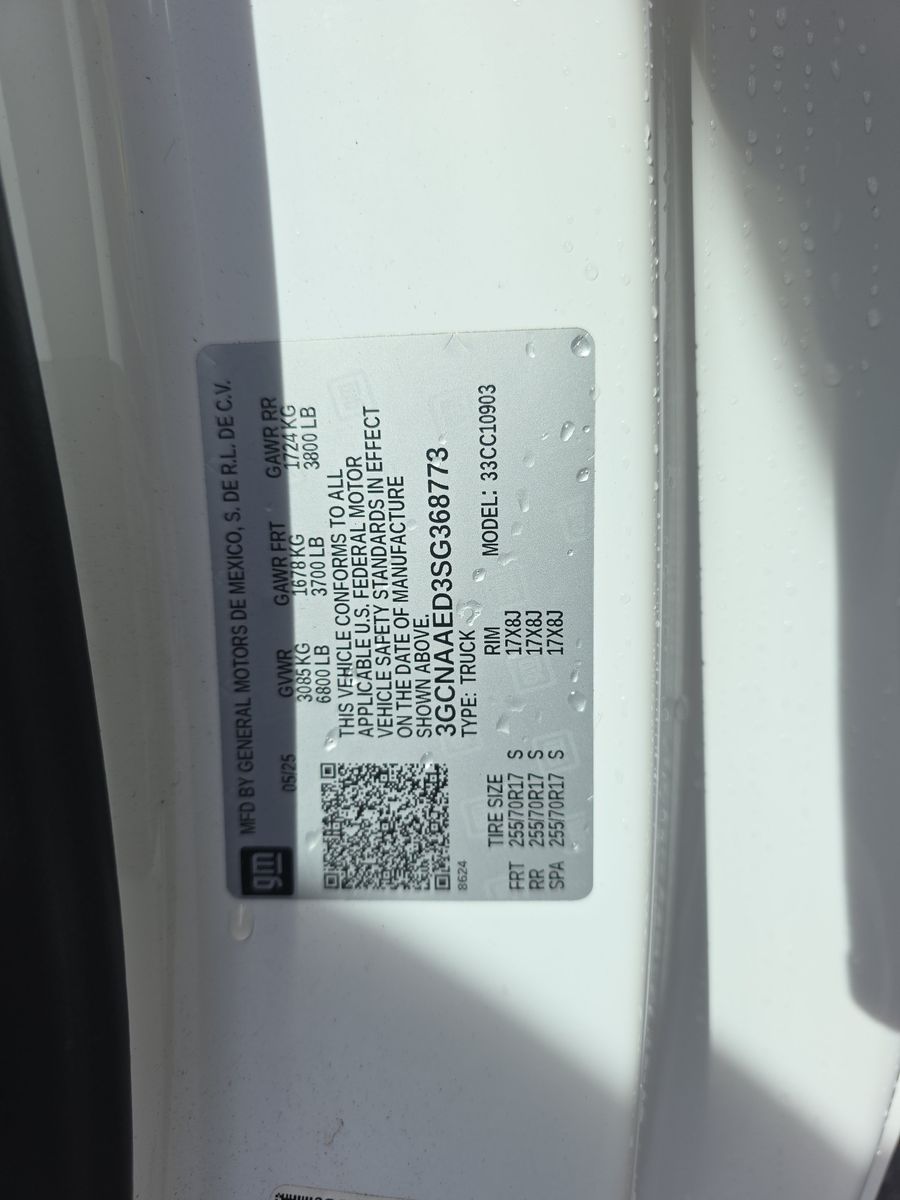 gm MFD BY GENERAL MOTORS DE MEXICO, S. DE R.L. DE C.V.
05/25 GVWR GAWR FRT GAWR RR
3085 KG 1678 KG 1724 KG
6800 LB 3700 LB 3800 LB
THIS VEHICLE CONFORMS TO ALL
APPLICABLE U.S. FEDERAL MOTOR
VEHICLE SAFETY STANDARDS IN EFFECT
ON THE DATE OF MANUFACTURE
SHOWN ABOVE.
3GCNAAED3SG368773
8624 TYPE: TRUCK
MODEL: 33CC10903
TIRE SIZE RIM
FRT 255/70R17 S 17X8J
RR 255/70R17 S 17X8J
SPA 255/70R17 S 17X8J